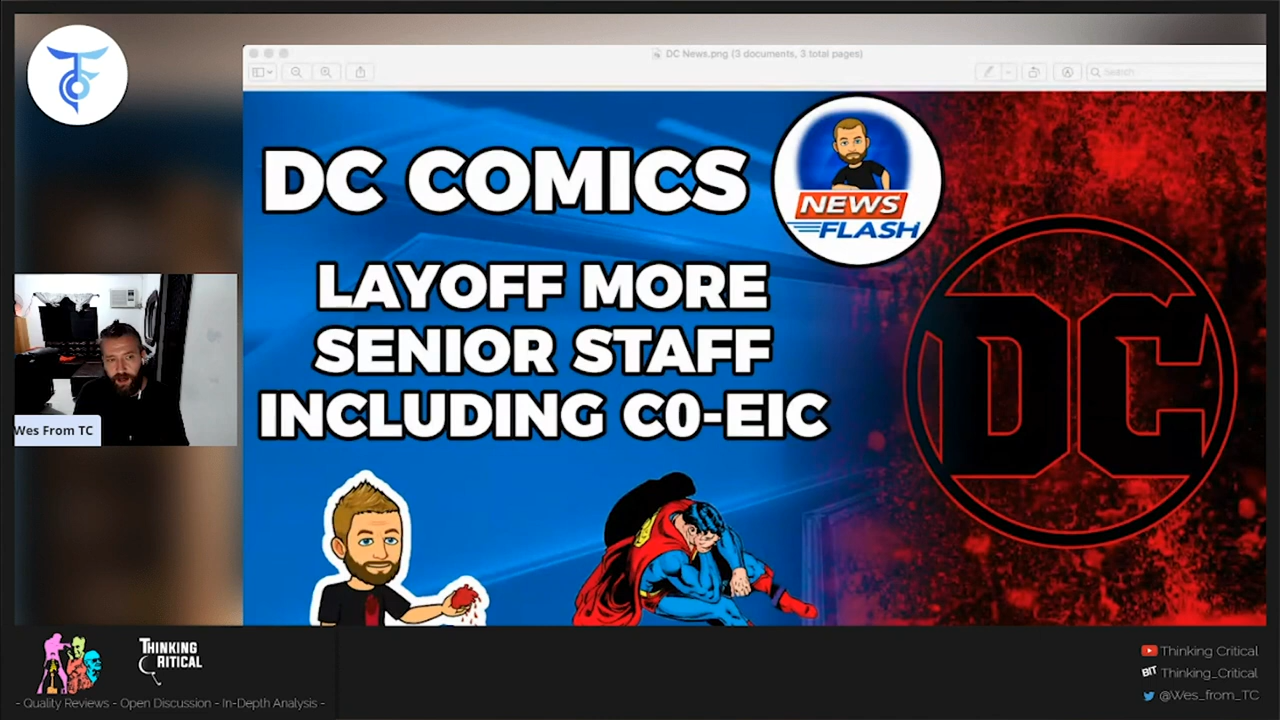 DC News.png (3 documents, 3 total pages)
Search
DC COMICS
NEWS
FLASH
LAYOFF MORE
SENIOR STAFF
INCLUDING C0-EIC
DC
Wes From TC
THINKING
CRITICAL
- Quality Reviews - Open Discussion - In-Depth Analysis -
Thinking Critical
BIT Thinking_Critical
@Wes_from_TC